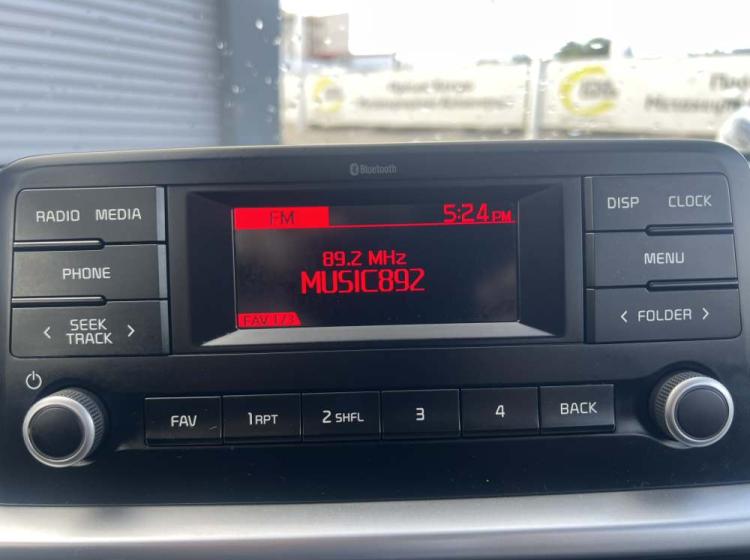 Bluetooth
RADIO MEDIA
PHONE
< SEEK TRACK >
FM
5:24 PM
89.2 MHz
MUSIC892
FAV 1/3
DISP CLOCK
MENU
< FOLDER >
FAV
1 RPT
2 SHFL
3
4
BACK